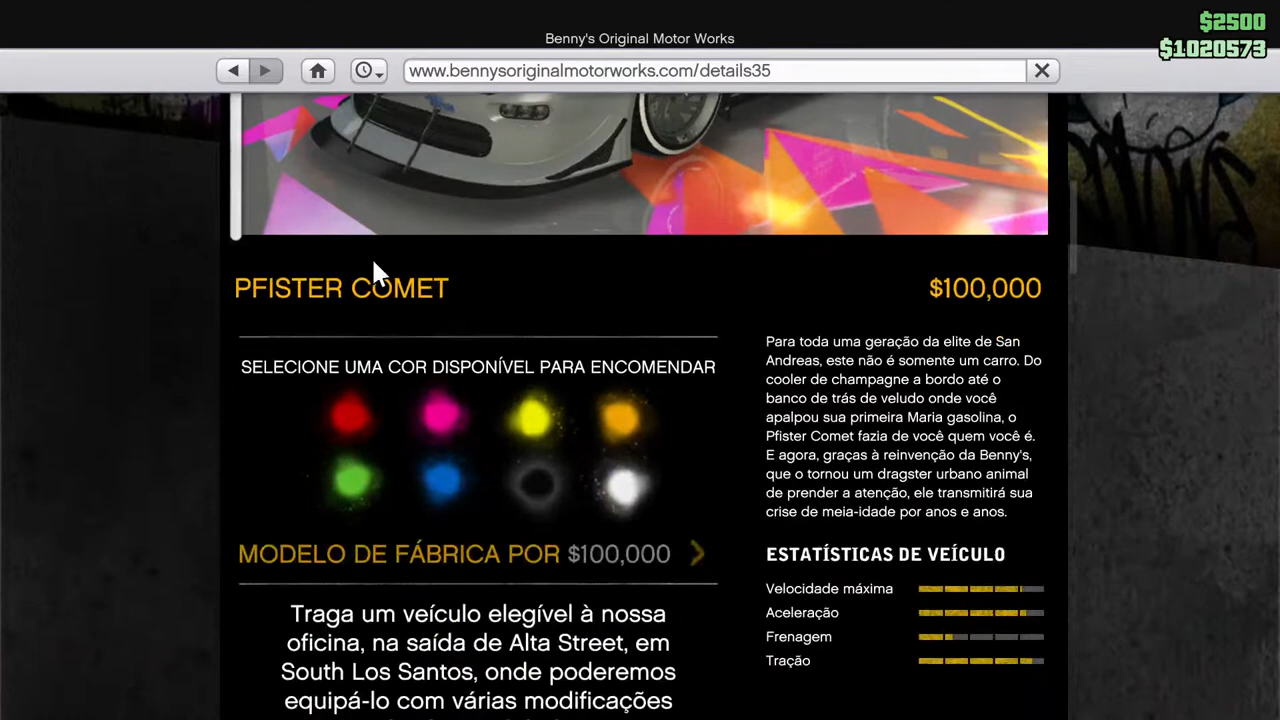 $2500
Benny's Original Motor Works
$1020573
www.bennysoriginalmotorworks.com/details35
PFISTER COMET
$100,000
SELECIONE UMA COR DISPONÍVEL PARA ENCOMENDAR
MODELO DE FÁBRICA POR $100,000
Traga um veículo elegível à nossa
oficina, na saída de Alta Street, em
South Los Santos, onde poderemos
equipá-lo com várias modificações
Para toda uma geração da elite de San
Andreas, este não é somente um carro. Do
cooler de champagne a bordo até o
banco de trás de veludo onde você
apalpou sua primeira Maria gasolina, o
Pfister Comet fazia de você quem você é.
E agora, graças à reinvenção da Benny's,
que o tornou um dragster urbano animal
de prender a atenção, ele transmitirá sua
crise de meia-idade por anos e anos.
ESTATÍSTICAS DE VEÍCULO
Velocidade máxima
Aceleração
Frenagem
Tração